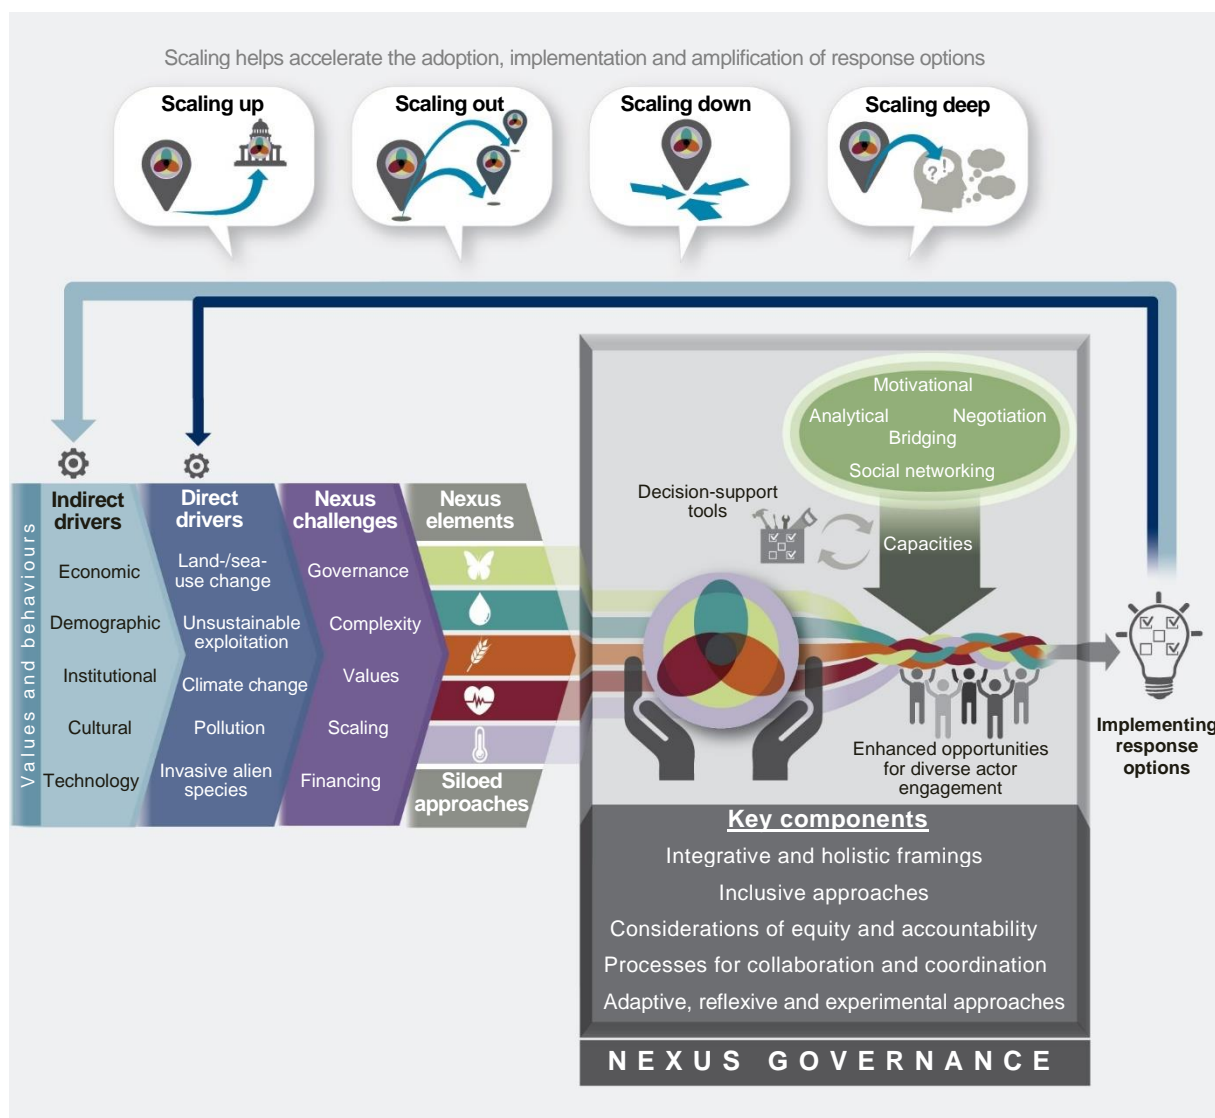 Scaling helps accelerate the adoption, implementation and amplification of response options
Scaling up
Scaling out
Scaling down
Scaling deep
? !
Values and behaviours
Indirect
drivers
Economic
Demographic
Institutional
Cultural
Technology
Direct
drivers
Land-/sea-
use change
Unsustainable
exploitation
Climate change
Pollution
Invasive alien
species
Nexus
challenges
Governance
Complexity
Values
Scaling
Financing
Nexus
elements
Siloed
approaches
Motivational
Analytical
Negotiation
Bridging
Social networking
Decision-support
tools
Capacities
Enhanced opportunities
for diverse actor
engagement
Implementing
response
options
Key components
Integrative and holistic framings
Inclusive approaches
Considerations of equity and accountability
Processes for collaboration and coordination
Adaptive, reflexive and experimental approaches
NEXUS GOVERNANCE